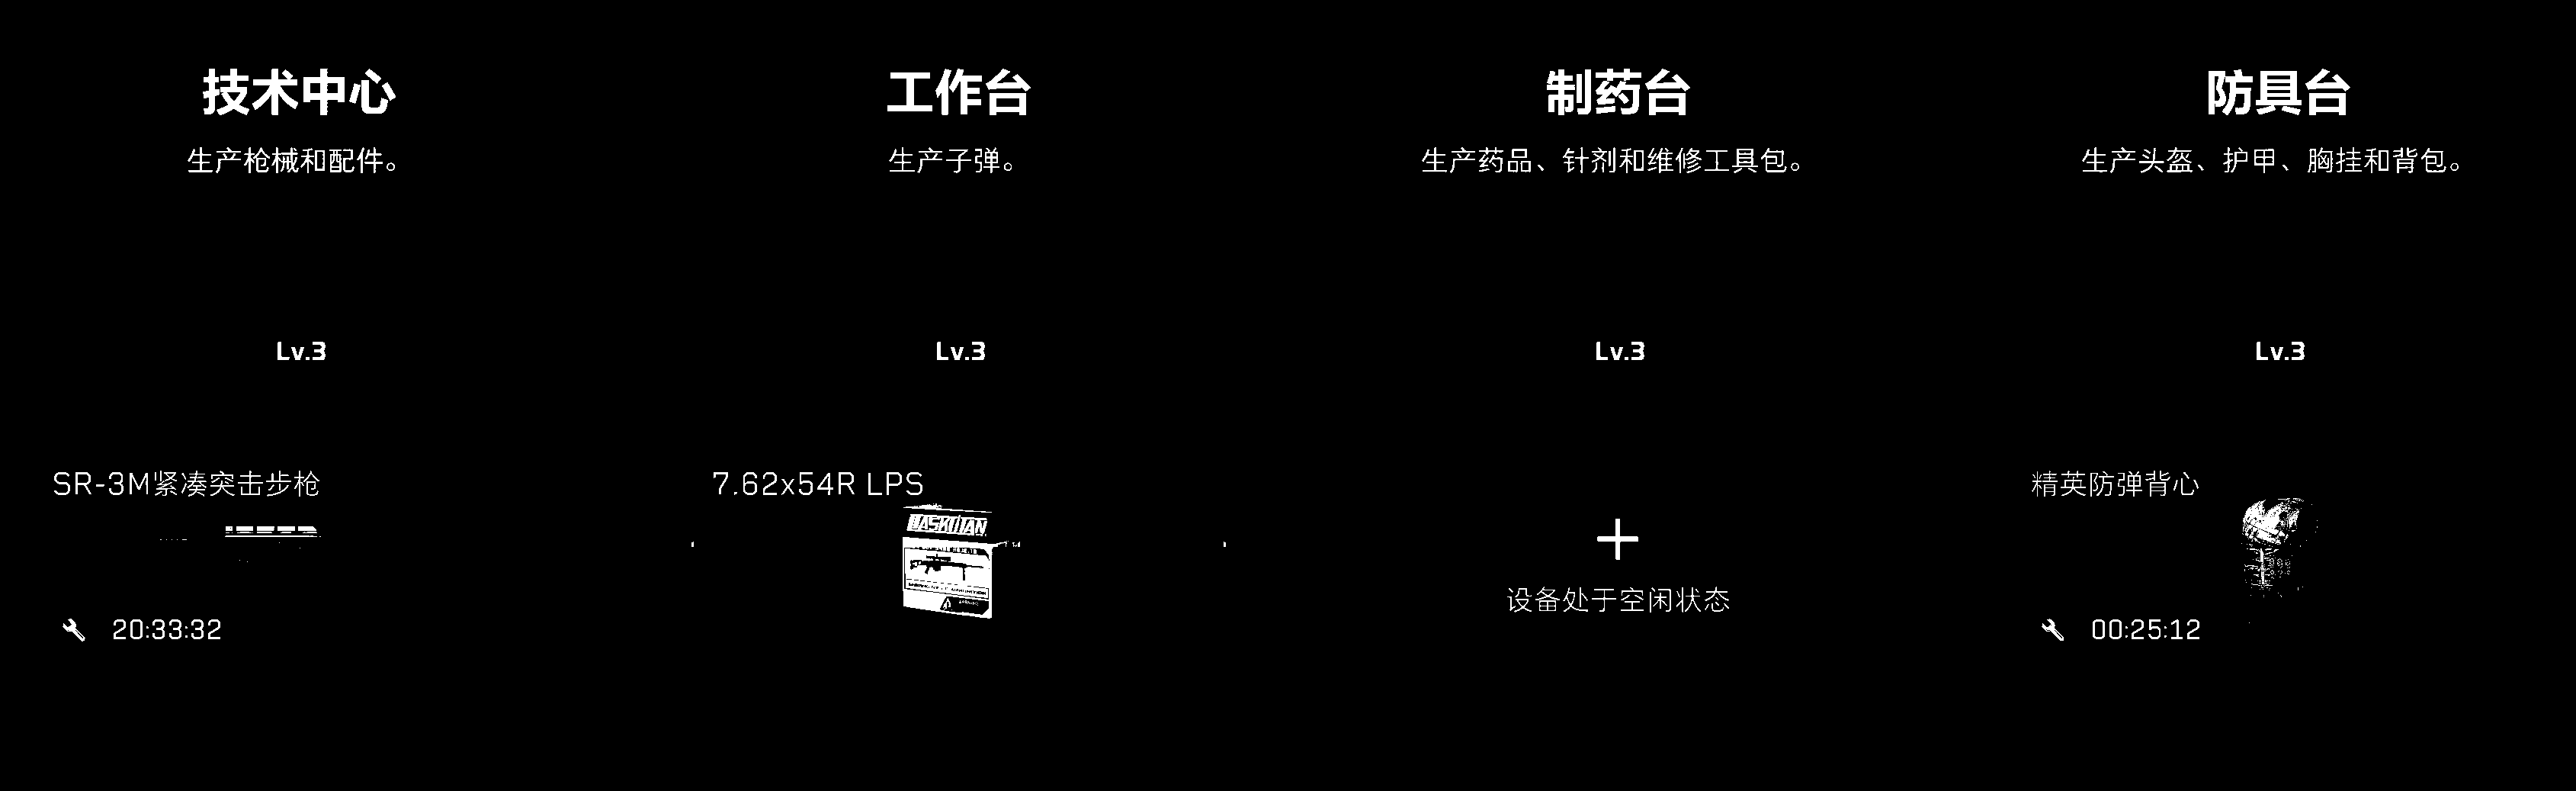 技术中心
生产枪械和配件。
Lv.3
SR-3M紧凑突击步枪
20:33:32
工作台
生产子弹。
Lv.3
7.62x54R LPS
制药台
生产药品、针剂和维修工具包。
Lv.3
设备处于空闲状态
防具台
生产头盔、护甲、胸挂和背包。
Lv.3
精英防弹背心
00:25:12